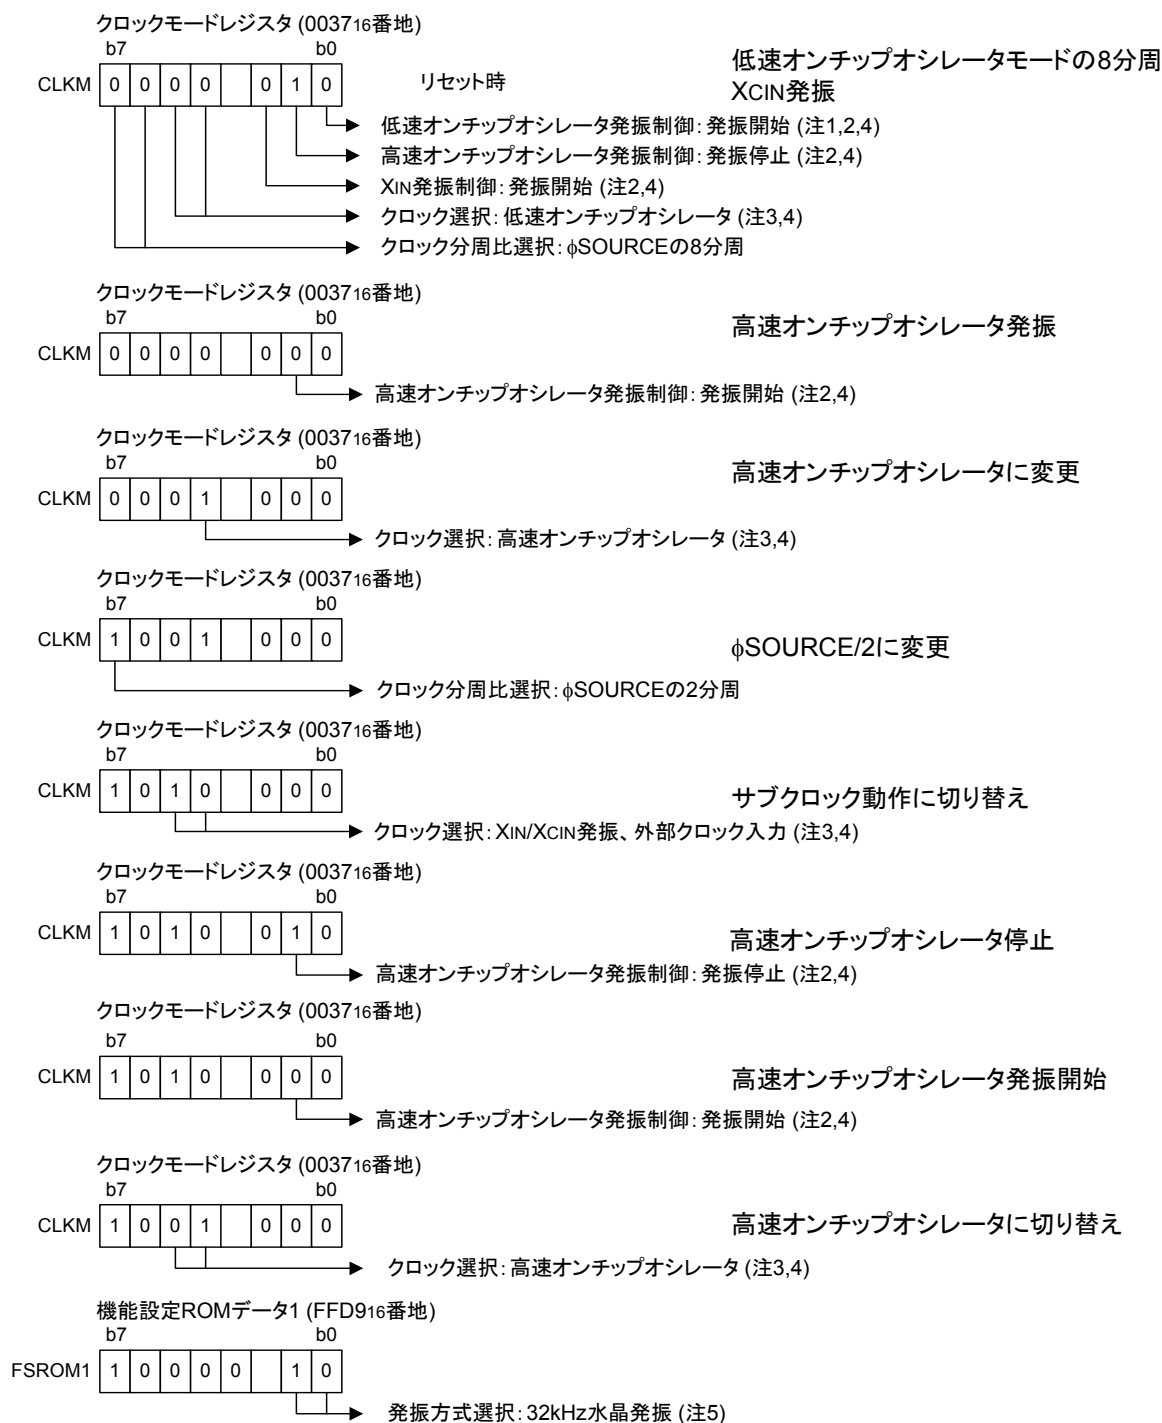 クロックモードレジスタ (003716番地)
b7 b0
CLKM 0 0 0 0 0 1 0
リセット時
低速オンチップオシレータモードの8分周
XCIN発振
低速オンチップオシレータ発振制御: 発振開始 (注1,2,4)
高速オンチップオシレータ発振制御: 発振停止 (注2,4)
XIN発振制御: 発振開始 (注2,4)
クロック選択: 低速オンチップオシレータ (注3,4)
クロック分周比選択: ϕSOURCEの8分周
クロックモードレジスタ (003716番地)
b7 b0
CLKM 0 0 0 0 0 0 0
高速オンチップオシレータ発振
高速オンチップオシレータ発振制御: 発振開始 (注2,4)
クロックモードレジスタ (003716番地)
b7 b0
CLKM 0 0 0 1 0 0 0
高速オンチップオシレータに変更
クロック選択: 高速オンチップオシレータ (注3,4)
クロックモードレジスタ (003716番地)
b7 b0
CLKM 1 0 0 1 0 0 0
ϕSOURCE/2に変更
クロック分周比選択: ϕSOURCEの2分周
クロックモードレジスタ (003716番地)
b7 b0
CLKM 1 0 1 0 0 0 0
サブクロック動作に切り替え
クロック選択: XIN/XCIN発振、外部クロック入力 (注3,4)
クロックモードレジスタ (003716番地)
b7 b0
CLKM 1 0 1 0 0 1 0
高速オンチップオシレータ停止
高速オンチップオシレータ発振制御: 発振停止 (注2,4)
クロックモードレジスタ (003716番地)
b7 b0
CLKM 1 0 1 0 0 0 0
高速オンチップオシレータ発振開始
高速オンチップオシレータ発振制御: 発振開始 (注2,4)
クロックモードレジスタ (003716番地)
b7 b0
CLKM 1 0 0 1 0 0 0
高速オンチップオシレータに切り替え
クロック選択: 高速オンチップオシレータ (注3,4)
機能設定ROMデータ1 (FFD916番地)
b7 b0
FSROM1 1 0 0 0 0 1 0
発振方式選択: 32kHz水晶発振 (注5)